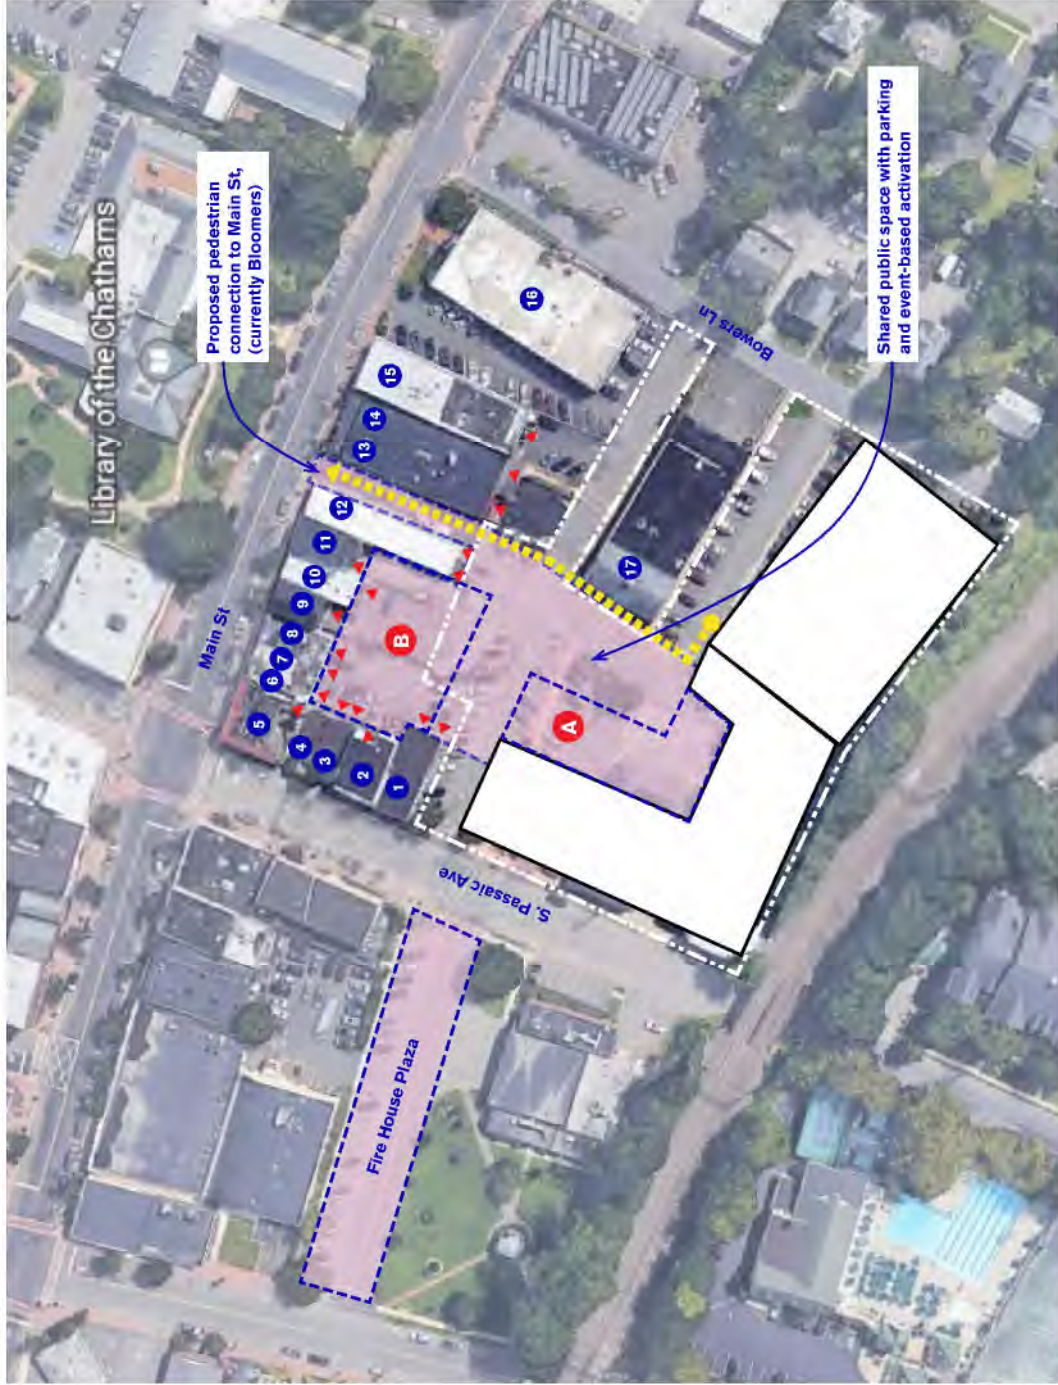 Library of the Chathams
Proposed pedestrian
connection to Main St,
(currently Bloomers)
Shared public space with parking
and event-based activation
Main St
Bowers Ln
S. Passaic Ave
Fire House Plaza
A
B
1
2
3
4
5
6
7
8
9
10
11
12
13
14
15
16
17